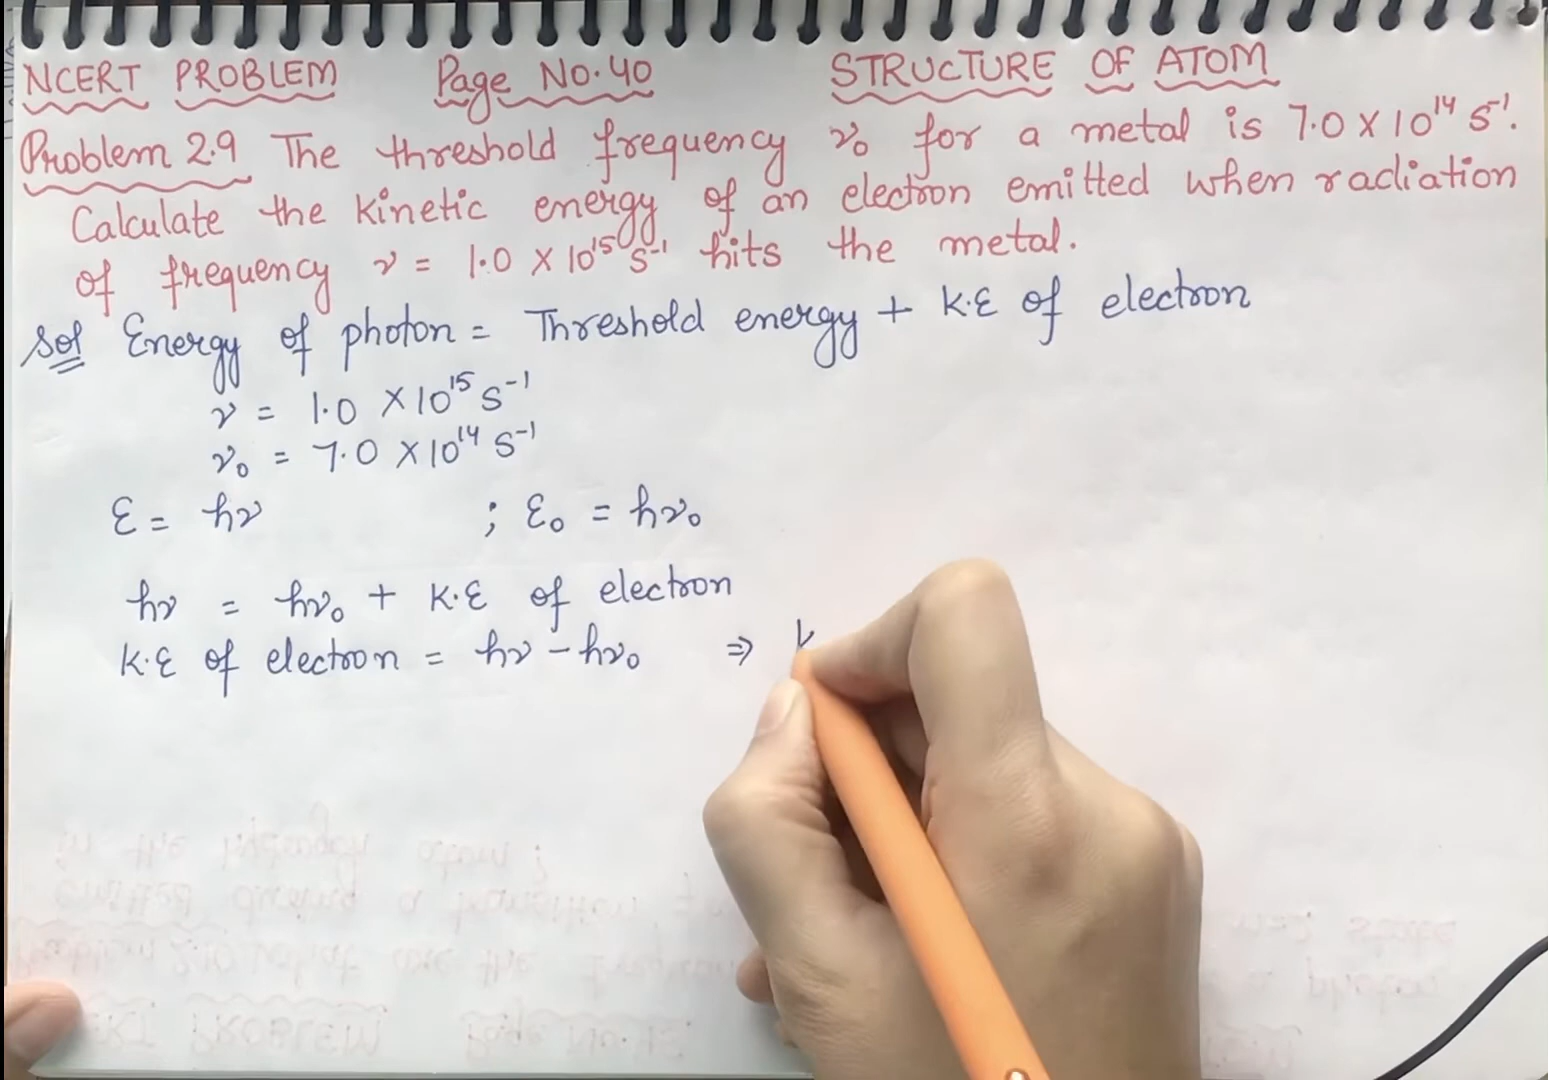 NCERT PROBLEM Page No.40 STRUCTURE OF ATOM
Problem 2.9 The threshold frequency ν₀ for a metal is 7.0 × 10¹⁴ S⁻¹.
Calculate the kinetic energy of an electron emitted when radiation
of frequency ν = 1.0 × 10¹⁵ S⁻¹ hits the metal.
Sol Energy of photon = Threshold energy + K.E of electron
ν = 1.0 × 10¹⁵ S⁻¹
ν₀ = 7.0 × 10¹⁴ S⁻¹
E = hν ; E₀ = hν₀
hν = hν₀ + K.E of electron
K.E of electron = hν - hν₀ ⇒ K